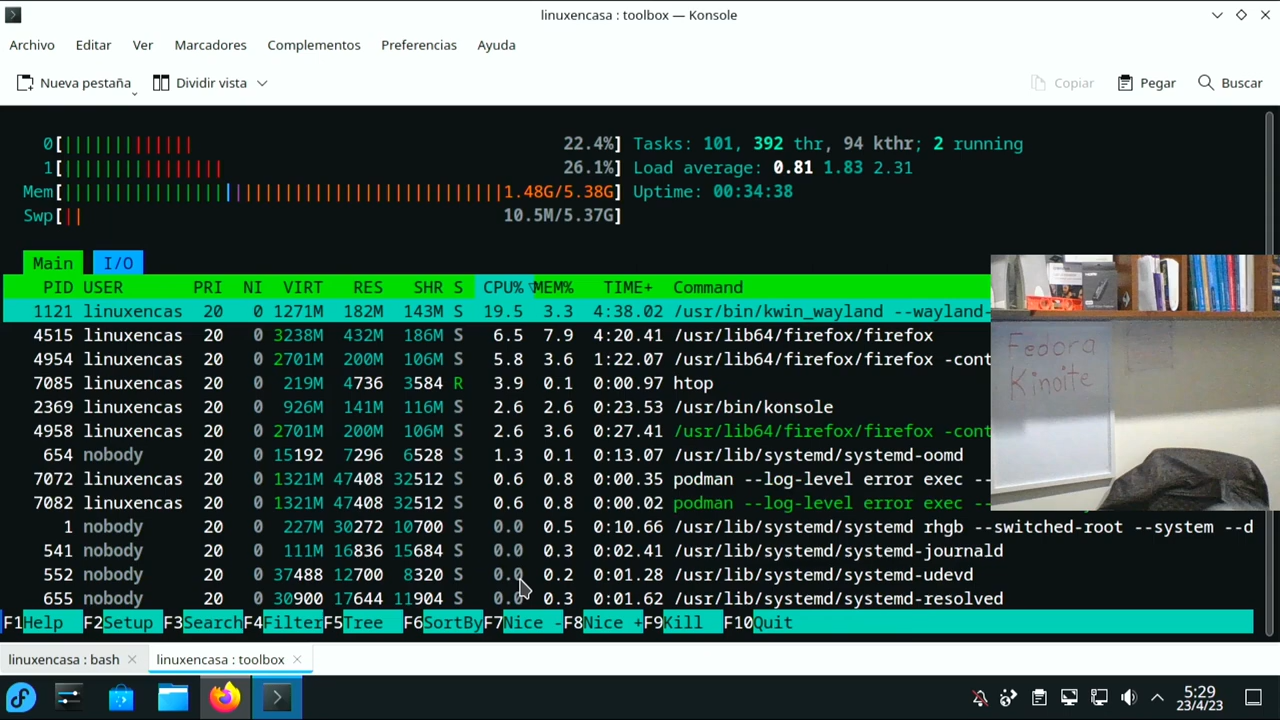 linuxencasa : toolbox — Konsole
Archivo Editar Ver Marcadores Complementos Preferencias Ayuda
Nueva pestaña Dividir vista Copiar Pegar Buscar
0[ 22.4%] Tasks: 101, 392 thr, 94 kthr; 2 running
1[ 26.1%] Load average: 0.81 1.83 2.31
Mem[ 1.48G/5.38G] Uptime: 00:34:38
Swp[ 10.5M/5.37G]
Main I/O
PID USER PRI NI VIRT RES SHR S CPU%▽MEM% TIME+ Command
1121 linuxencas 20 0 1271M 182M 143M S 19.5 3.3 4:38.02 /usr/bin/kwin_wayland --wayland-
4515 linuxencas 20 0 3238M 432M 186M S 6.5 7.9 4:20.41 /usr/lib64/firefox/firefox
4954 linuxencas 20 0 2701M 200M 106M S 5.8 3.6 1:22.07 /usr/lib64/firefox/firefox -cont
7085 linuxencas 20 0 219M 4736 3584 R 3.9 0.1 0:00.97 htop
2369 linuxencas 20 0 926M 141M 116M S 2.6 2.6 0:23.53 /usr/bin/konsole
4958 linuxencas 20 0 2701M 200M 106M S 2.6 3.6 0:27.41 /usr/lib64/firefox/firefox -cont
654 nobody 20 0 15192 7296 6528 S 1.3 0.1 0:13.07 /usr/lib/systemd/systemd-oomd
7072 linuxencas 20 0 1321M 47408 32512 S 0.6 0.8 0:00.35 podman --log-level error exec --
7082 linuxencas 20 0 1321M 47408 32512 S 0.6 0.8 0:00.02 podman --log-level error exec --
1 nobody 20 0 227M 30272 10700 S 0.0 0.5 0:10.66 /usr/lib/systemd/systemd rhgb --switched-root --system --d
541 nobody 20 0 111M 16836 15684 S 0.0 0.3 0:02.41 /usr/lib/systemd/systemd-journald
552 nobody 20 0 37488 12700 8320 S 0.0 0.2 0:01.28 /usr/lib/systemd/systemd-udevd
655 nobody 20 0 30900 17644 11904 S 0.0 0.3 0:01.62 /usr/lib/systemd/systemd-resolved
F1Help F2Setup F3SearchF4FilterF5Tree F6SortByF7Nice -F8Nice +F9Kill F10Quit
Fedora
Kinoite
linuxencasa : bash linuxencasa : toolbox
5:29
23/4/23